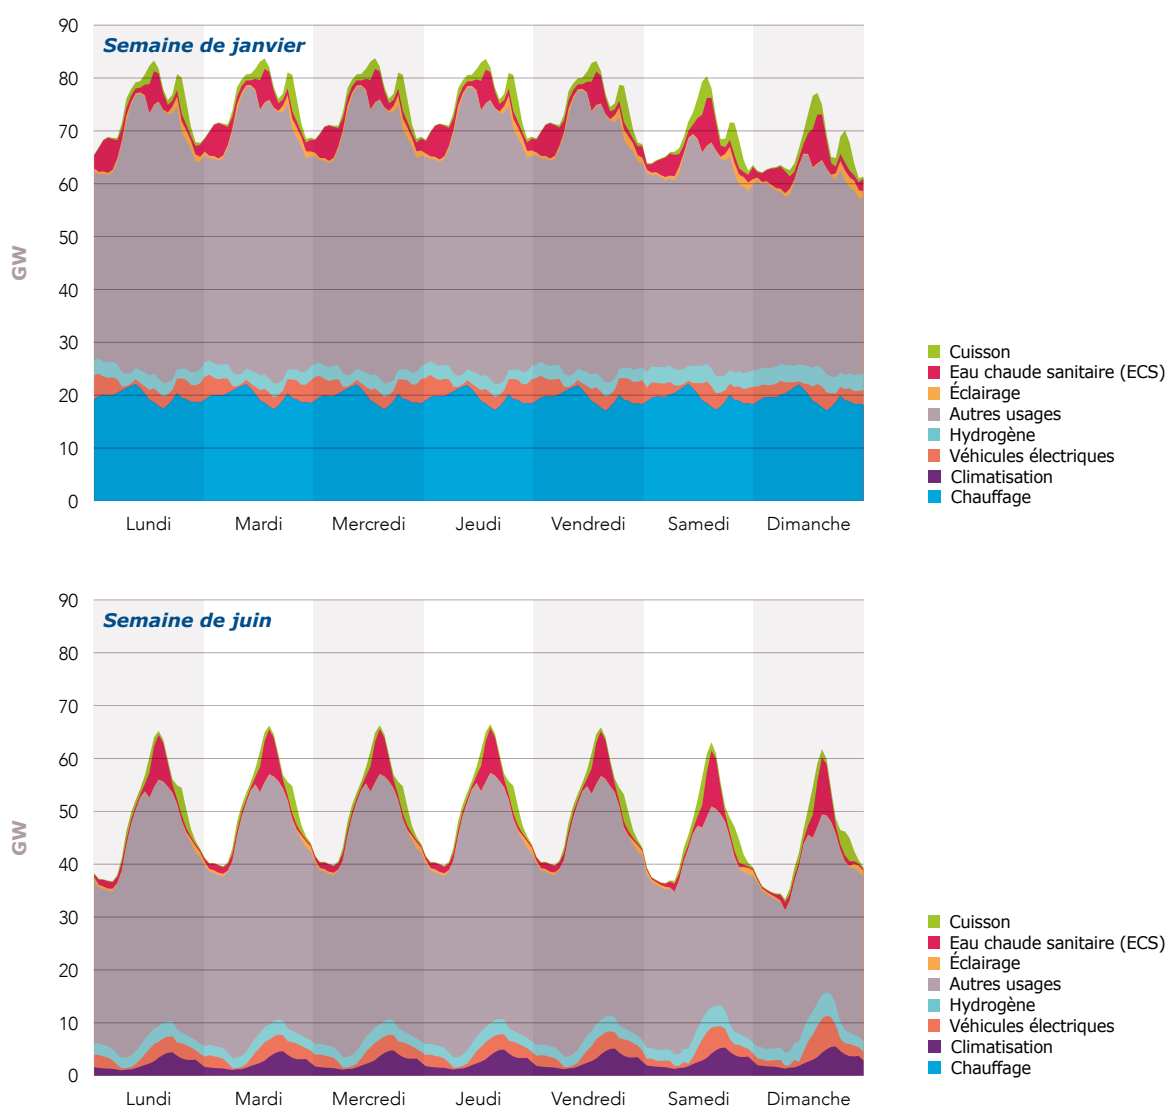 Semaine de janvier
90
80
70
60
50
40
30
20
10
0
GW
Lundi Mardi Mercredi Jeudi Vendredi Samedi Dimanche
Cuisson
Eau chaude sanitaire (ECS)
Éclairage
Autres usages
Hydrogène
Véhicules électriques
Climatisation
Chauffage
Semaine de juin
90
80
70
60
50
40
30
20
10
0
GW
Lundi Mardi Mercredi Jeudi Vendredi Samedi Dimanche
Cuisson
Eau chaude sanitaire (ECS)
Éclairage
Autres usages
Hydrogène
Véhicules électriques
Climatisation
Chauffage